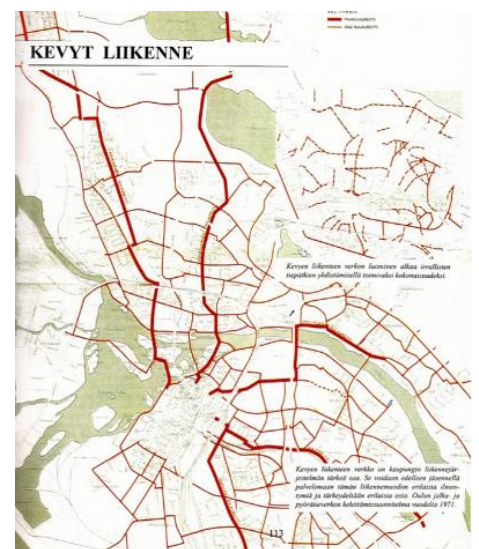 KEVYT LIIKENNE
Kevyen liikenteen verkon luominen alkaa irrallisten
tiepätkien yhdistämisellä toimivaksi kokonaisuudeksi.
Kevyen liikenteen verkko on kaupungin liikennejär-
jestelmän tärkeä osa. Se voidaan edelleen jäsennellä
palvelemaan tämän liikennemuodon erilaisia ilmen-
tymiä ja tärkeydeltään erilaisia osia. Oulun jalka- ja
pyörätieverkon kehittämissuunnitelma vuodelta 1971.
113